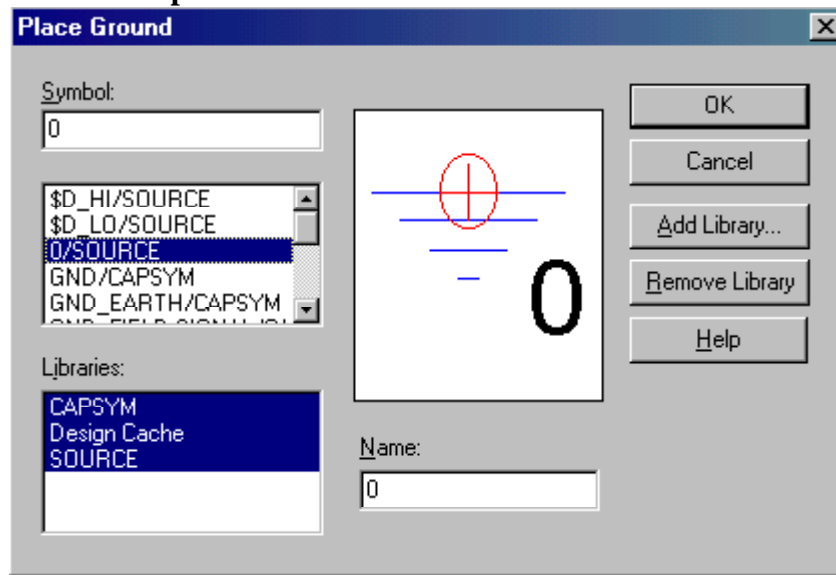 Place Ground
Symbol:
0
$D_HI/SOURCE
$D_LO/SOURCE
0/SOURCE
GND/CAPSYM
GND_EARTH/CAPSYM
Libraries:
CAPSYM
Design Cache
SOURCE
0
Name:
0
OK
Cancel
Add Library...
Remove Library
Help